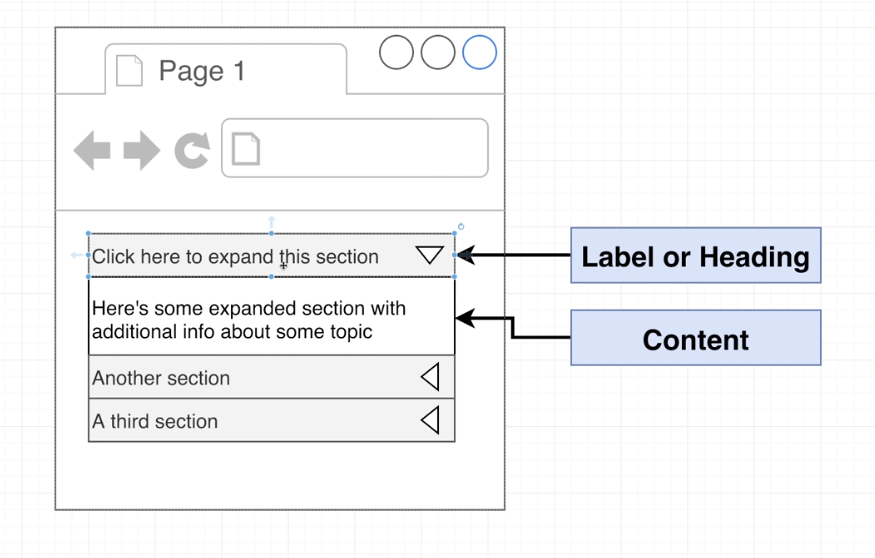 Page 1
Click here to expand this section
Label or Heading
Here's some expanded section with
additional info about some topic
Content
Another section
A third section